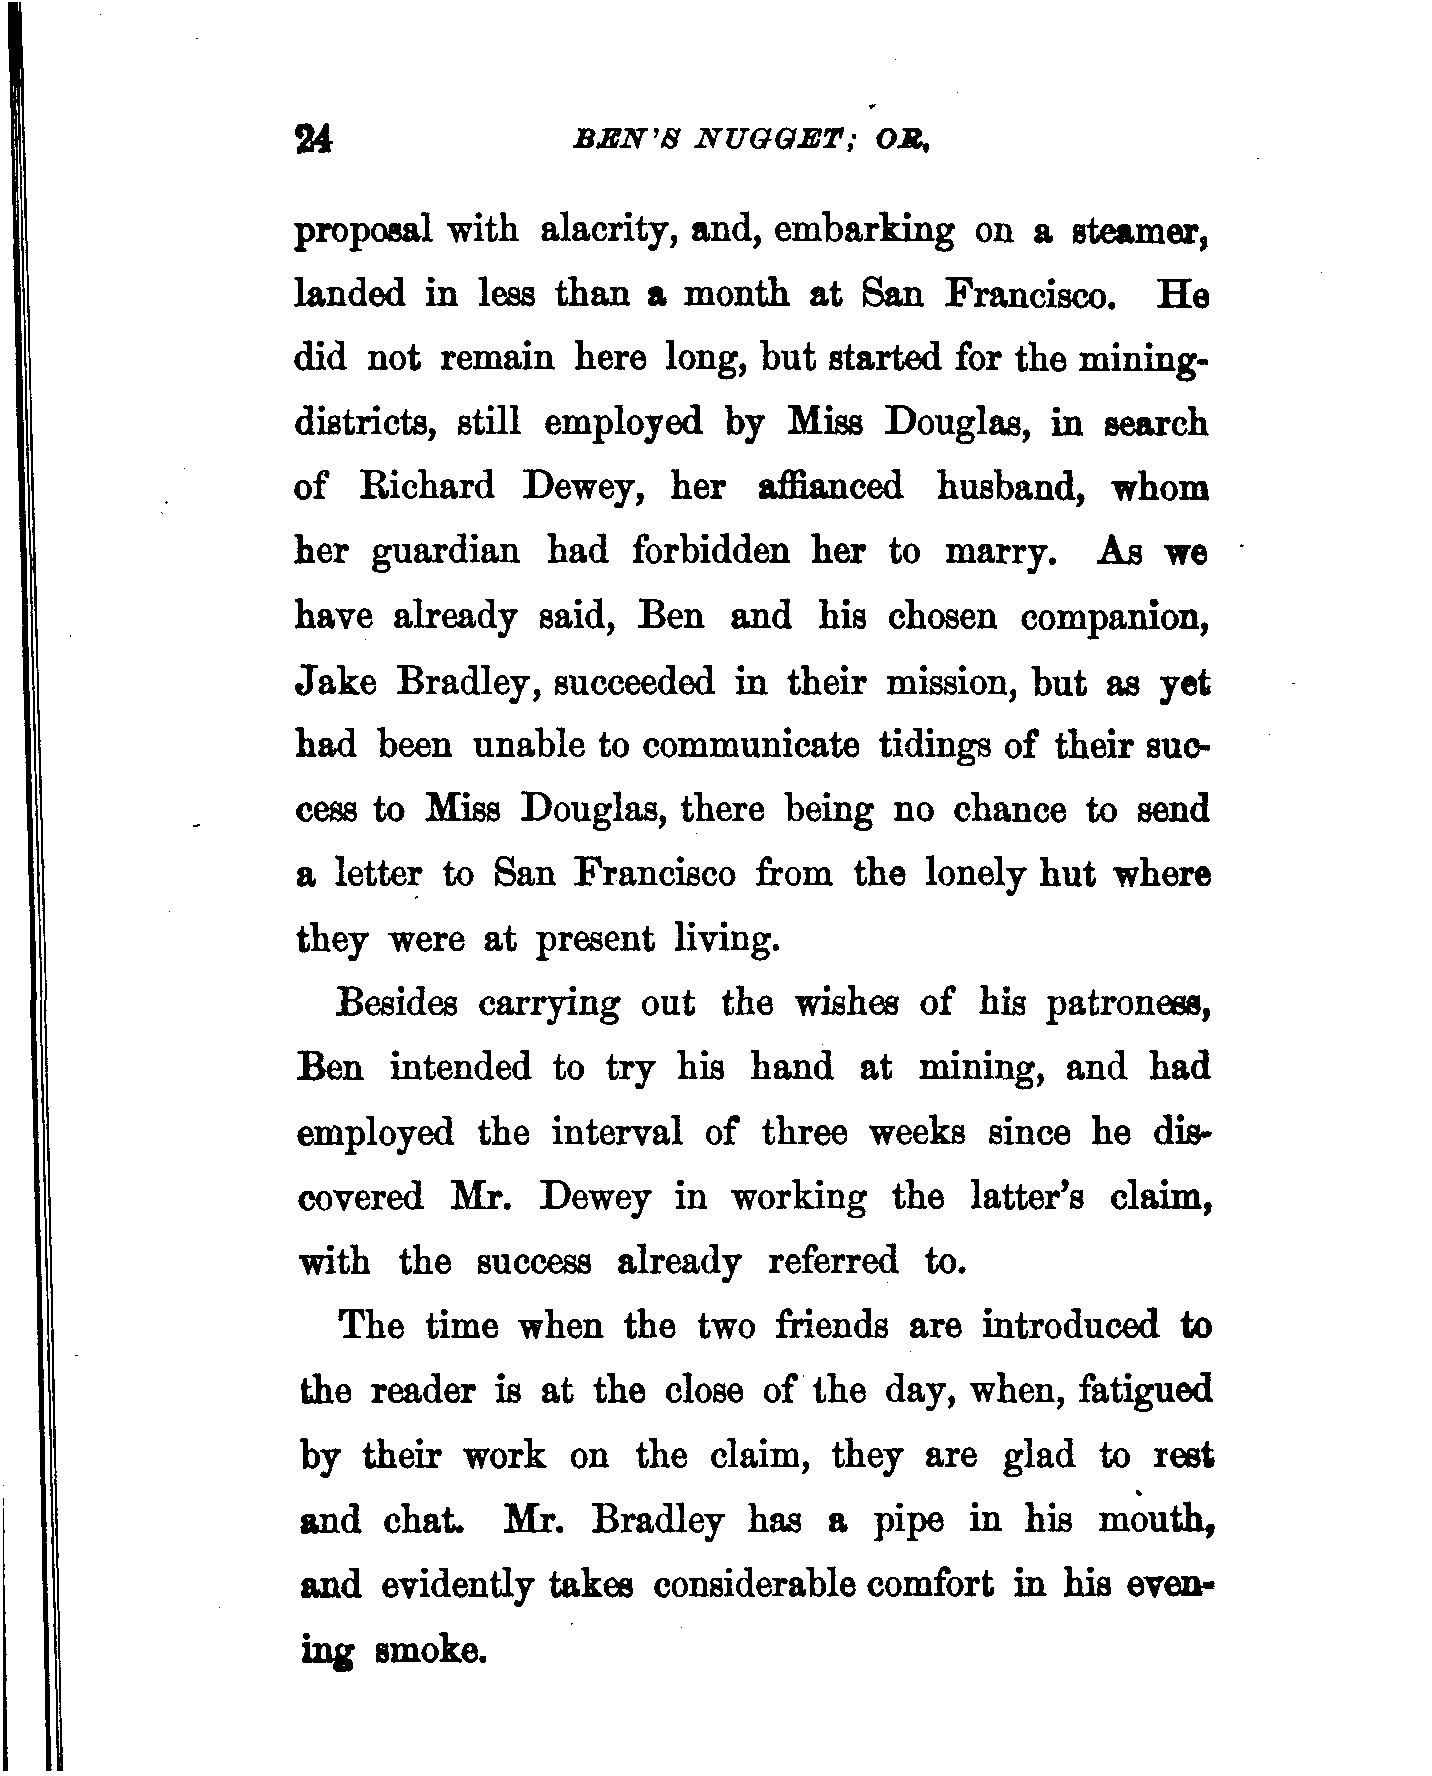 24 BEN'S NUGGET; OR,
proposal with alacrity, and, embarking on a steamer,
landed in less than a month at San Francisco. He
did not remain here long, but started for the mining-
districts, still employed by Miss Douglas, in search
of Richard Dewey, her affianced husband, whom
her guardian had forbidden her to marry. As we
have already said, Ben and his chosen companion,
Jake Bradley, succeeded in their mission, but as yet
had been unable to communicate tidings of their suc-
cess to Miss Douglas, there being no chance to send
a letter to San Francisco from the lonely hut where
they were at present living.
Besides carrying out the wishes of his patroness,
Ben intended to try his hand at mining, and had
employed the interval of three weeks since he dis-
covered Mr. Dewey in working the latter's claim,
with the success already referred to.
The time when the two friends are introduced to
the reader is at the close of the day, when, fatigued
by their work on the claim, they are glad to rest
and chat. Mr. Bradley has a pipe in his mouth,
and evidently takes considerable comfort in his even-
ing smoke.